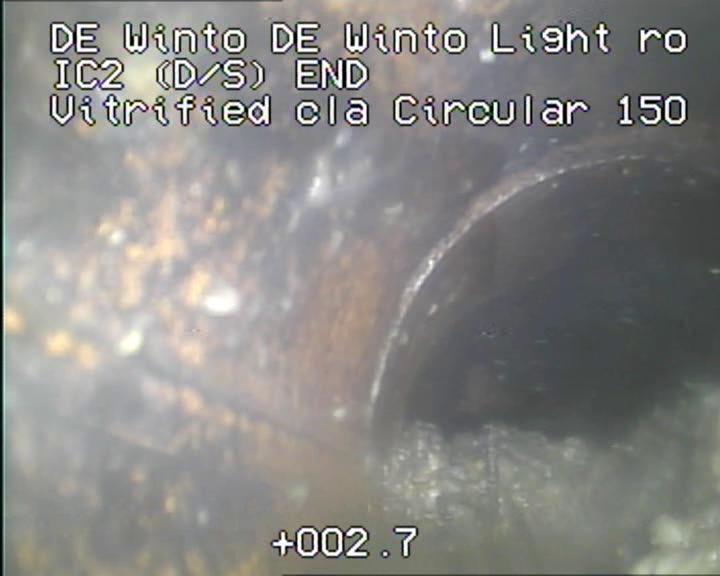 DE Winto DE Winto Light ro
IC2 (D/S) END
Vitrified cla Circular 150
+002.7